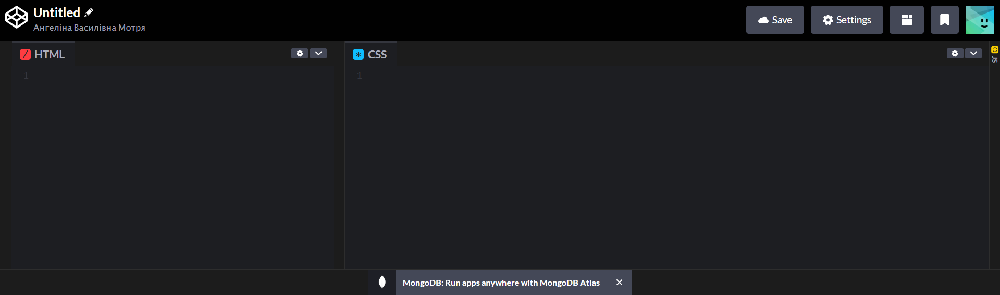 Untitled
Ангеліна Василівна Мотря
Save
Settings
HTML
CSS
JS
1
1
MongoDB: Run apps anywhere with MongoDB Atlas